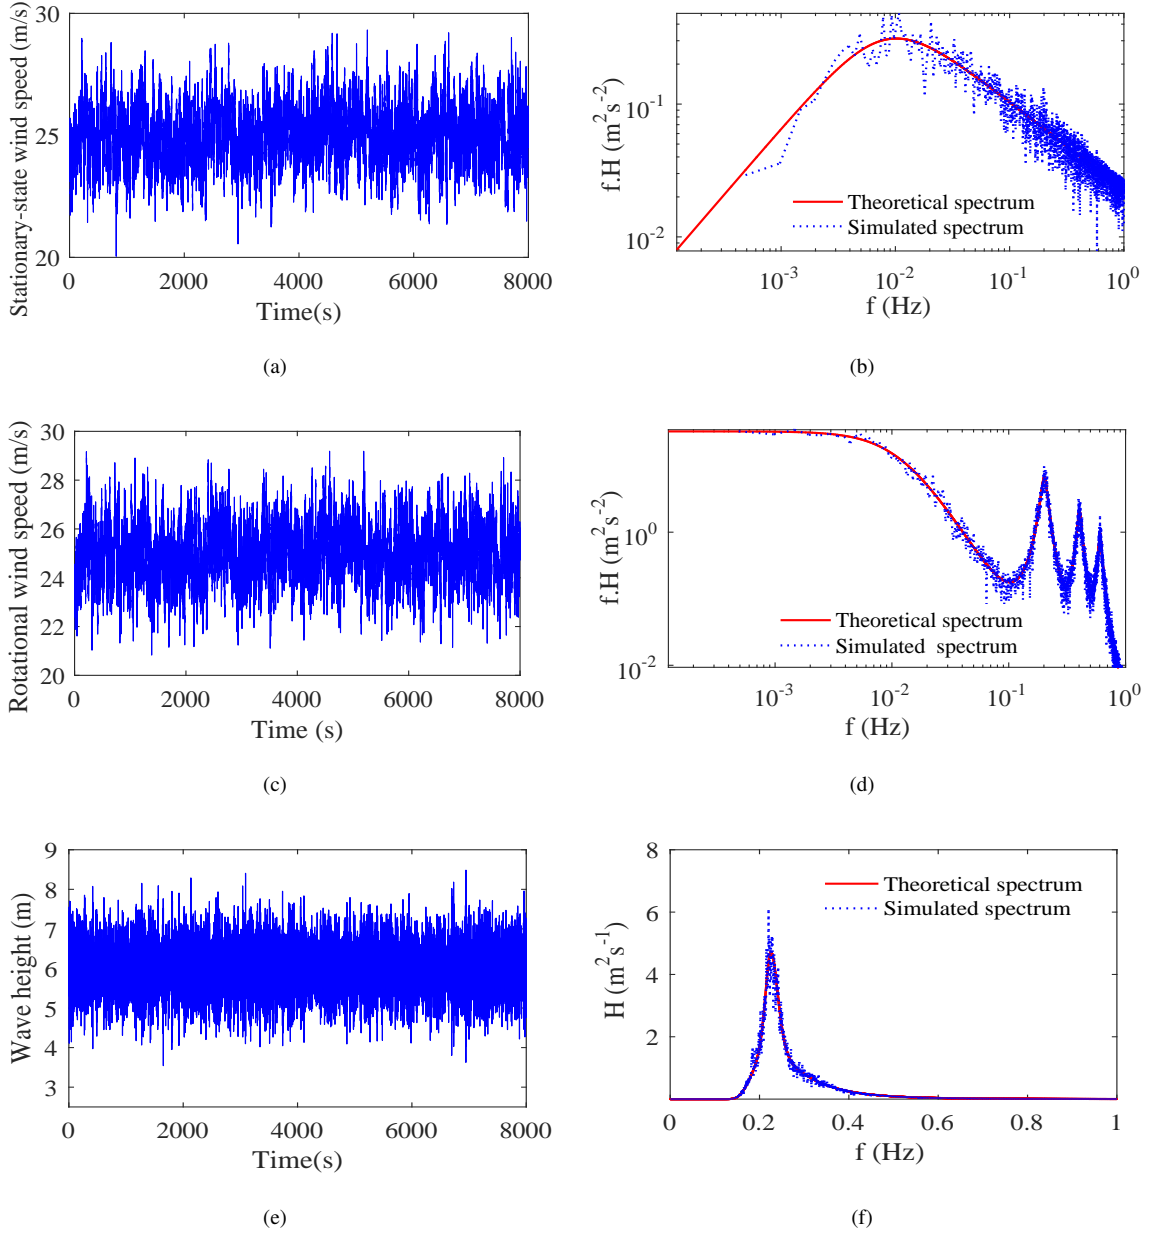 Stationary-state wind speed (m/s)
30
25
20
0
2000
4000
6000
8000
Time(s)
(a)
f.H (m²s⁻²)
10⁻¹
10⁻²
Theoretical spectrum
Simulated spectrum
10⁻³
10⁻²
10⁻¹
10⁰
f (Hz)
(b)
Rotational wind speed (m/s)
30
28
26
24
22
20
0
2000
4000
6000
8000
Time (s)
(c)
f.H (m²s⁻²)
10⁰
10⁻²
Theoretical spectrum
Simulated spectrum
10⁻³
10⁻²
10⁻¹
10⁰
f (Hz)
(d)
Wave height (m)
9
8
7
6
5
4
3
0
2000
4000
6000
8000
Time(s)
(e)
H (m²s⁻¹)
8
6
4
2
Theoretical spectrum
Simulated spectrum
0
0.2
0.4
0.6
0.8
1
f (Hz)
(f)